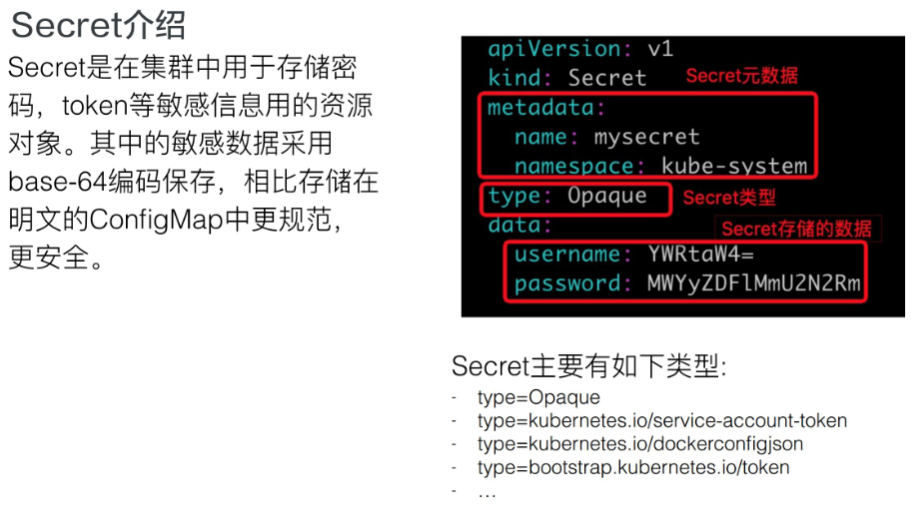 Secret介绍
Secret是在集群中用于存储密
码，token等敏感信息用的资源
对象。其中的敏感数据采用
base-64编码保存，相比存储在
明文的ConfigMap中更规范，
更安全。
apiVersion: v1
kind: Secret
Secret元数据
metadata:
name: mysecret
namespace: kube-system
type: Opaque
Secret类型
data:
Secret存储的数据
username: YWRtaW4=
password: MWYyZDFlMmU2N2Rm
Secret主要有如下类型:
- type=Opaque
- type=kubernetes.io/service-account-token
- type=kubernetes.io/dockerconfigjson
- type=bootstrap.kubernetes.io/token
- …